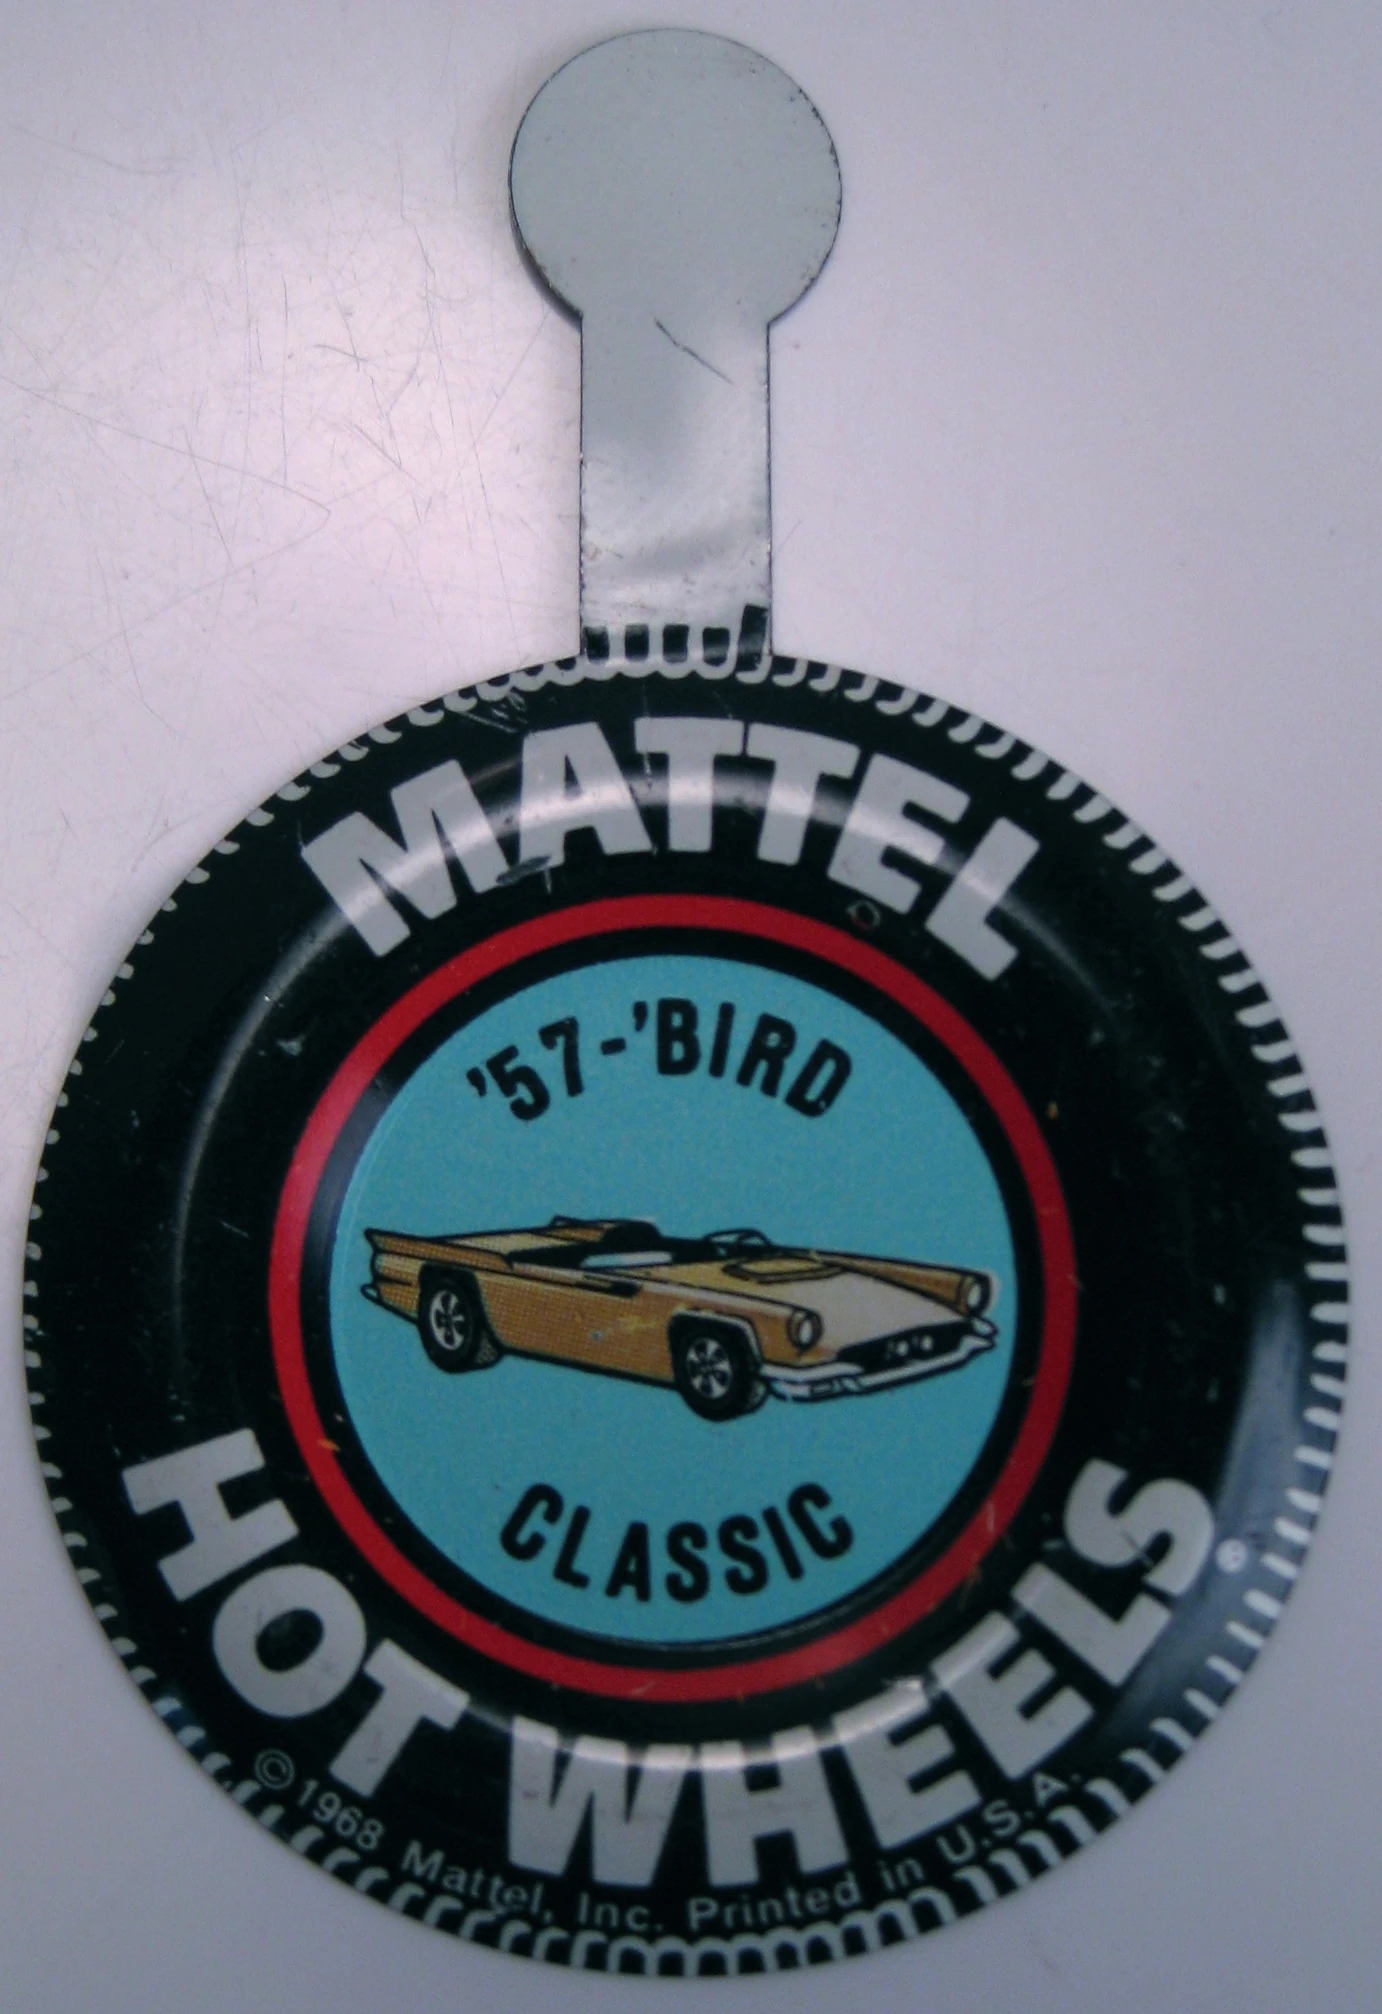 MATTEL
'57-'BIRD
CLASSIC
HOT WHEELS®
© 1968 Mattel, Inc. Printed in U.S.A.